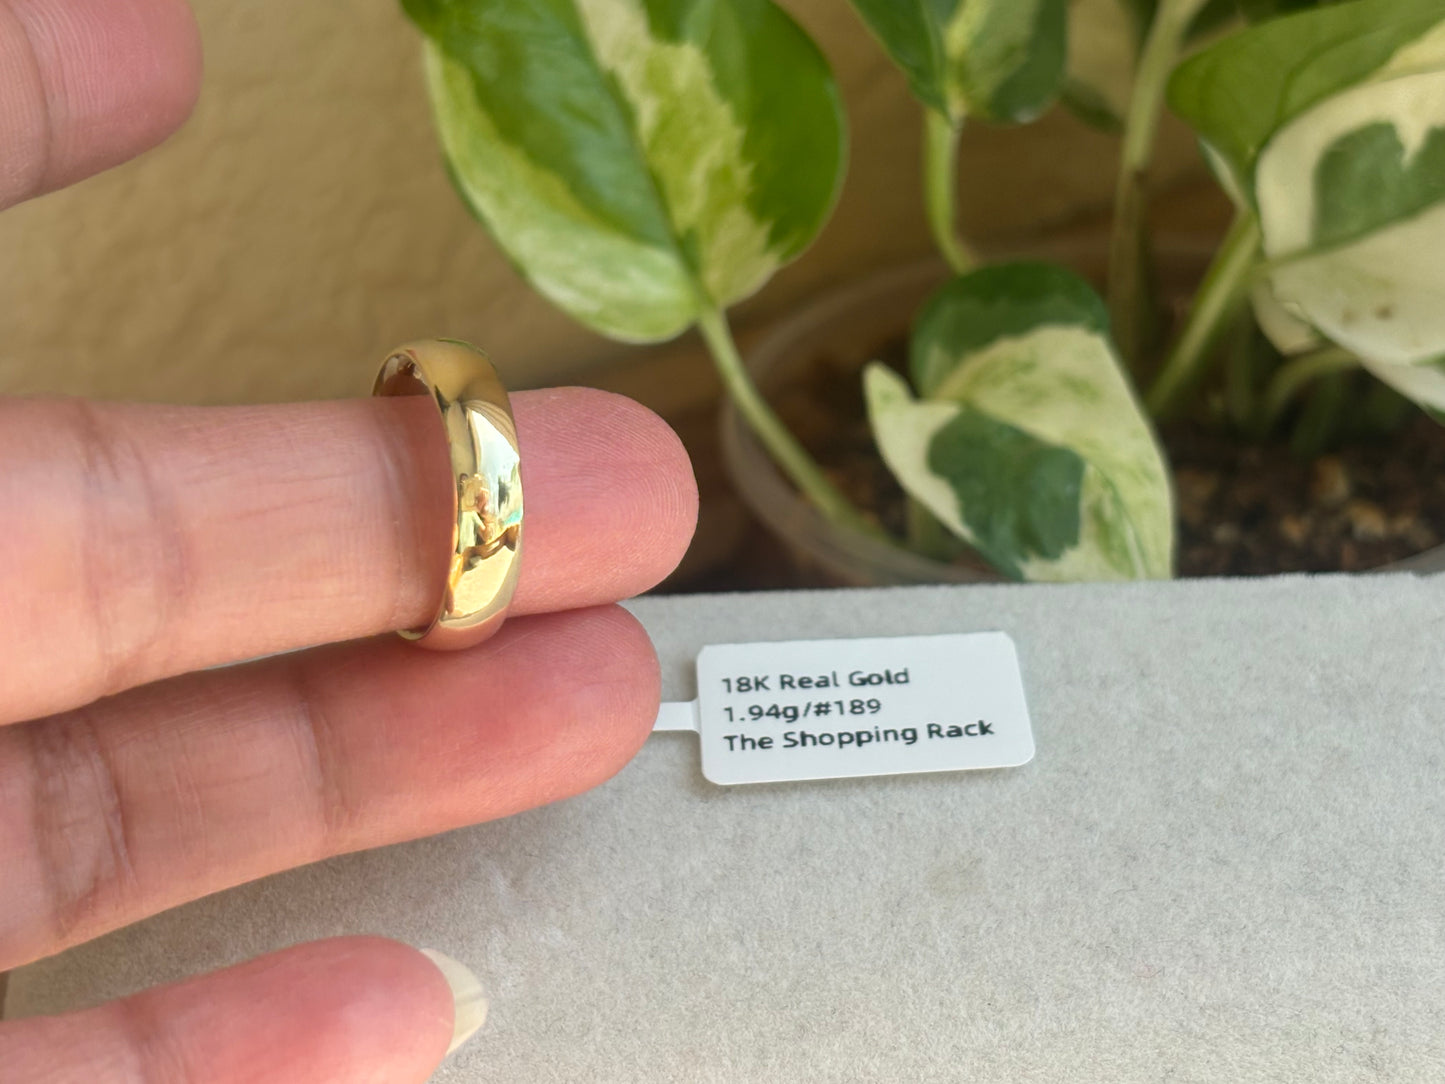 18K Real Gold
1.94g/#189
The Shopping Rack